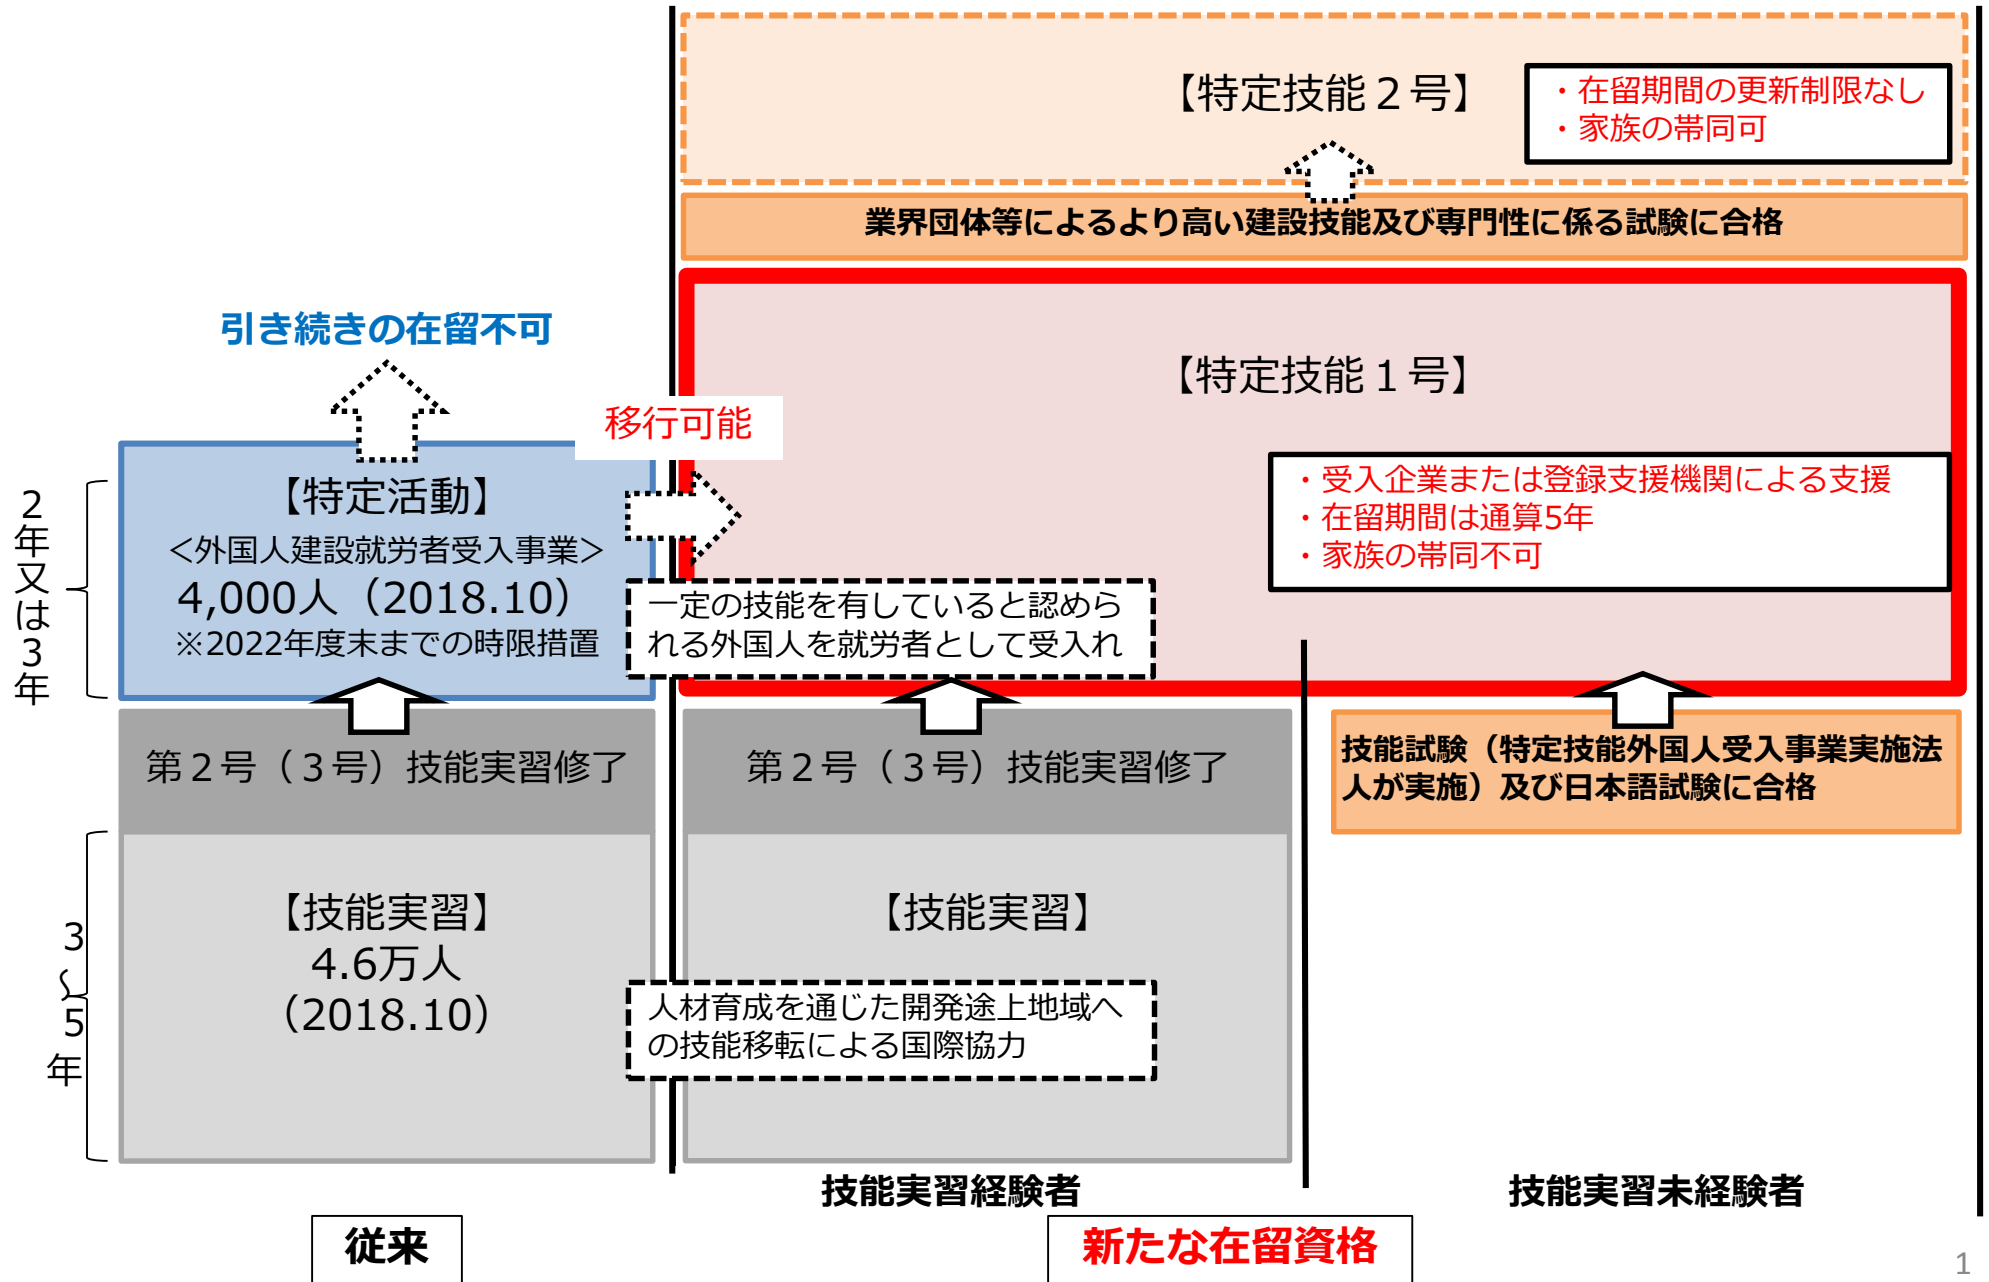 【特定技能２号】
・在留期間の更新制限なし
・家族の帯同可
業界団体等によるより高い建設技能及び専門性に係る試験に合格
引き続きの在留不可
移行可能
【特定技能１号】
・受入企業または登録支援機関による支援
・在留期間は通算5年
・家族の帯同不可
２年又は３年
【特定活動】
＜外国人建設就労者受入事業＞
4,000人（2018.10）
※2022年度末までの時限措置
一定の技能を有していると認めら
れる外国人を就労者として受入れ
第２号（３号）技能実習修了
第２号（３号）技能実習修了
技能試験（特定技能外国人受入事業実施法
人が実施）及び日本語試験に合格
３～５年
【技能実習】
4.6万人
（2018.10）
【技能実習】
人材育成を通じた開発途上地域へ
の技能移転による国際協力
技能実習経験者
技能実習未経験者
従来
新たな在留資格
1